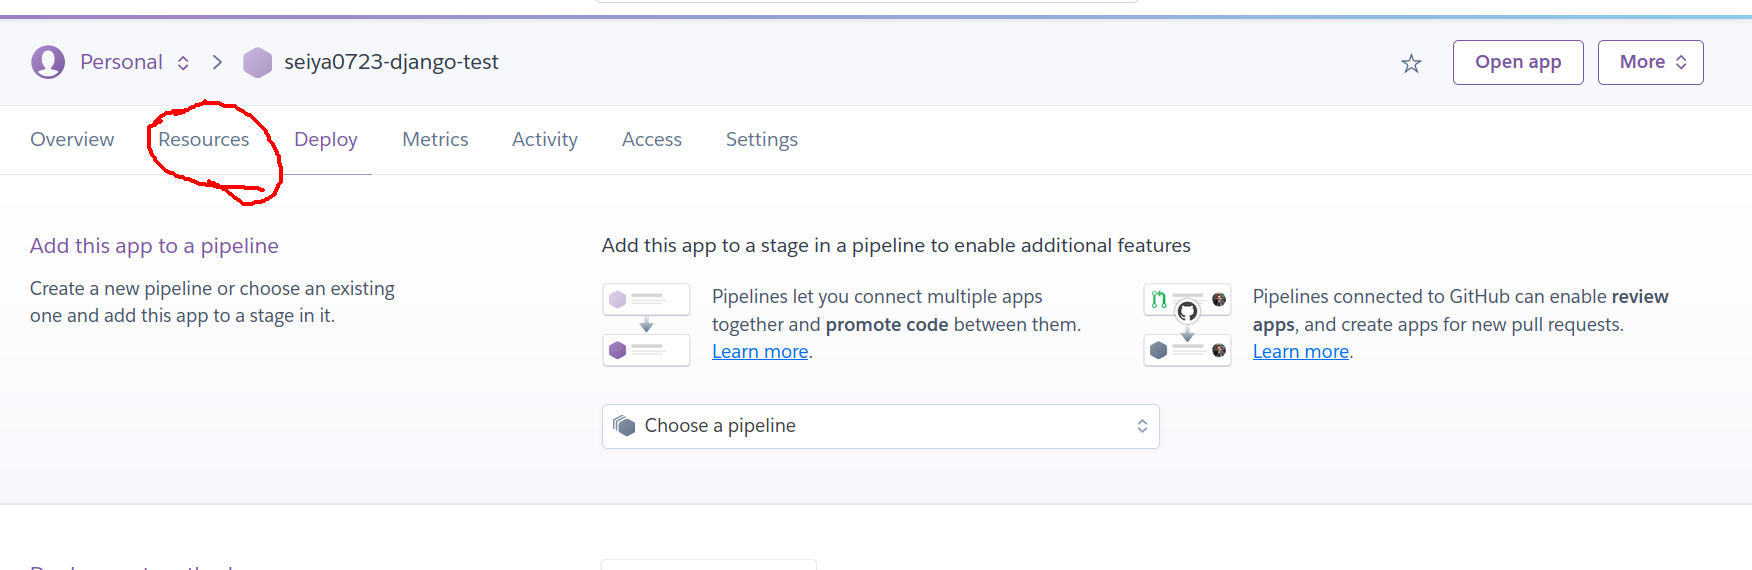 Personal seiya0723-django-test Open app More
Overview Resources Deploy Metrics Activity Access Settings
Add this app to a pipeline
Create a new pipeline or choose an existing
one and add this app to a stage in it.
Add this app to a stage in a pipeline to enable additional features
Pipelines let you connect multiple apps
together and promote code between them.
Learn more.
Pipelines connected to GitHub can enable review
apps, and create apps for new pull requests.
Learn more.
Choose a pipeline